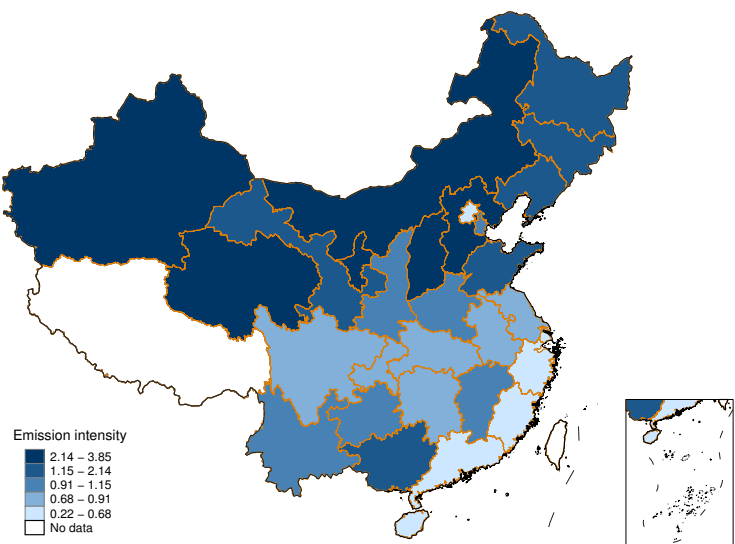 Emission intensity
2.14 − 3.85
1.15 − 2.14
0.91 − 1.15
0.68 − 0.91
0.22 − 0.68
No data